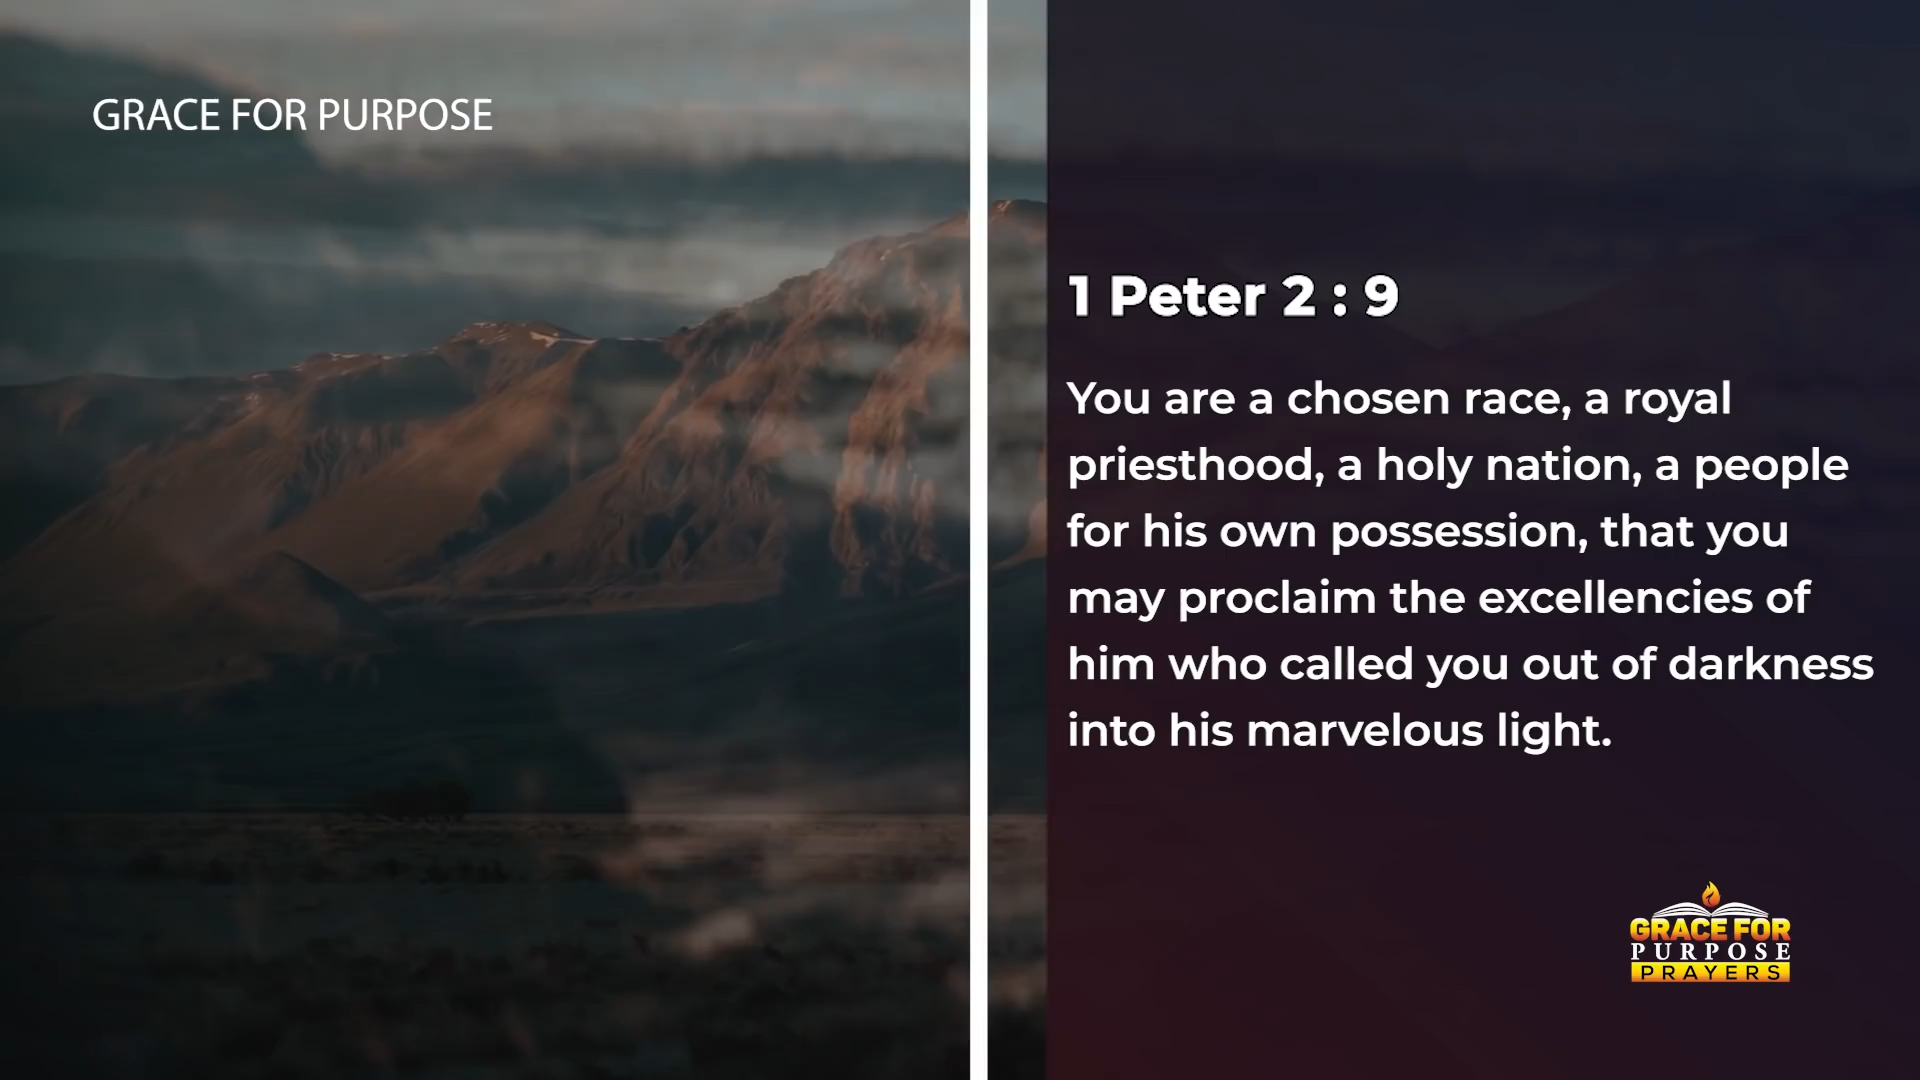 GRACE FOR PURPOSE
1 Peter 2 : 9
You are a chosen race, a royal
priesthood, a holy nation, a people
for his own possession, that you
may proclaim the excellencies of
him who called you out of darkness
into his marvelous light.
GRACE FOR
PURPOSE
PRAYERS